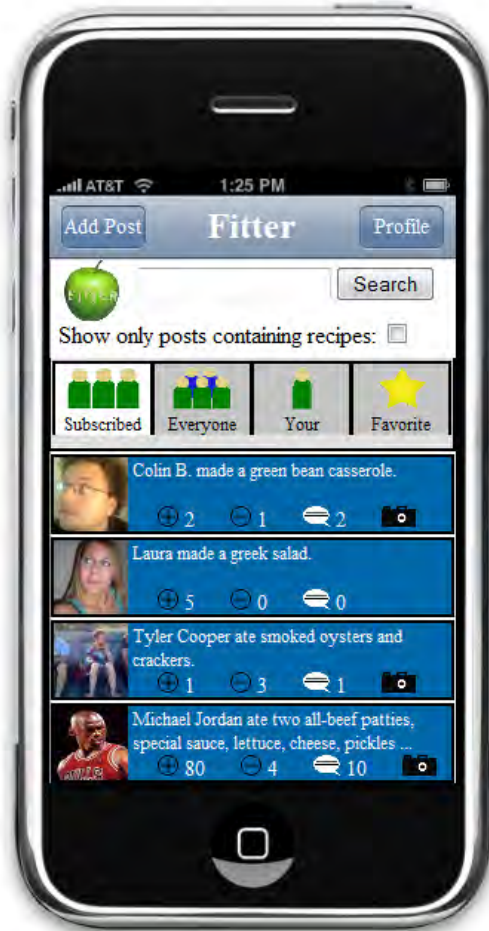 AT&T 1:25 PM
Add Post Fitter Profile
FITTER Search
Show only posts containing recipes:
Subscribed Everyone Your Favorite
Colin B. made a green bean casserole.
2 1 2
Laura made a greek salad.
5 0 0
Tyler Cooper ate smoked oysters and
crackers.
1 3 1
Michael Jordan ate two all-beef patties,
special sauce, lettuce, cheese, pickles ...
BULLS 80 4 10